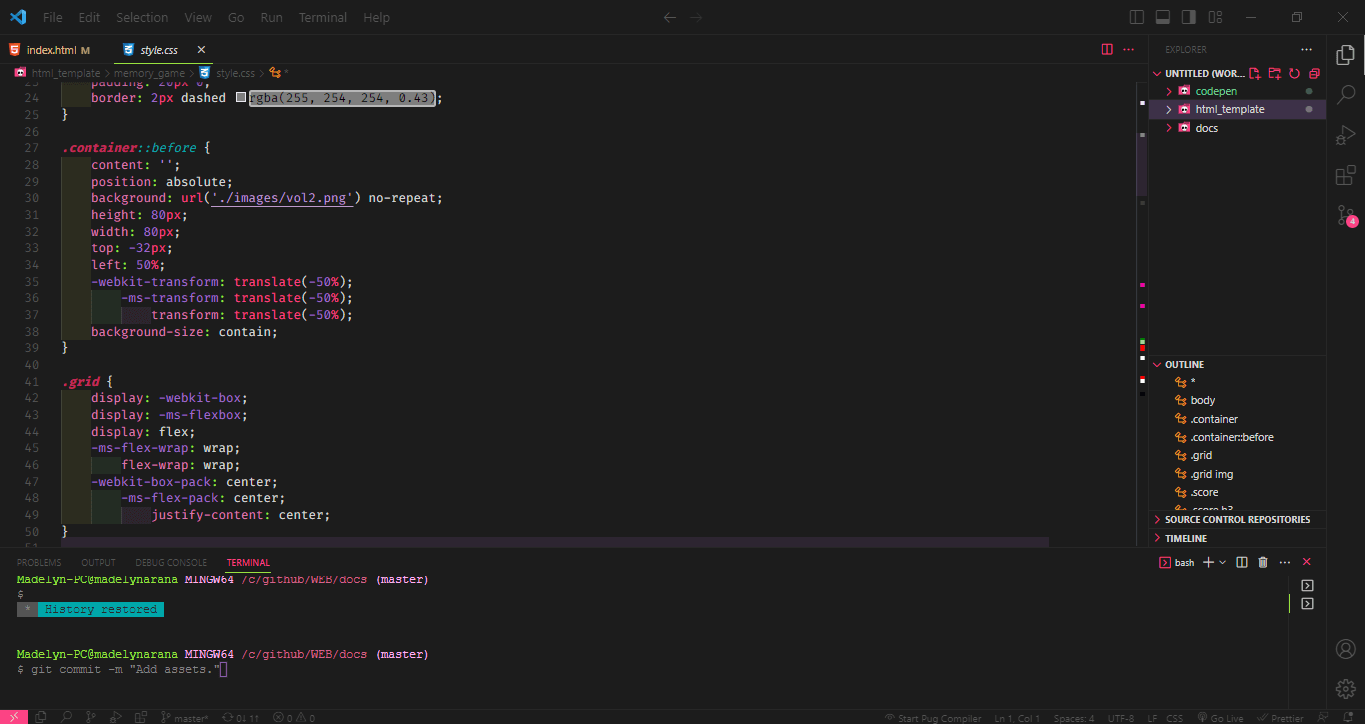 File Edit Selection View Go Run Terminal Help
index.html M style.css
html_template > memory_game > style.css > *
23 padding: 20px 0;
24 border: 2px dashed rgba(255, 254, 254, 0.43);
25 }
26
27 .container::before {
28 content: '';
29 position: absolute;
30 background: url('./images/vol2.png') no-repeat;
31 height: 80px;
32 width: 80px;
33 top: -32px;
34 left: 50%;
35 -webkit-transform: translate(-50%);
36 -ms-transform: translate(-50%);
37 transform: translate(-50%);
38 background-size: contain;
39 }
40
41 .grid {
42 display: -webkit-box;
43 display: -ms-flexbox;
44 display: flex;
45 -ms-flex-wrap: wrap;
46 flex-wrap: wrap;
47 -webkit-box-pack: center;
48 -ms-flex-pack: center;
49 justify-content: center;
50 }
51
EXPLORER
UNTITLED (WOR...
codepen
html_template
docs
OUTLINE
*
body
.container
.container::before
.grid
.grid img
.score
.score h3
SOURCE CONTROL REPOSITORIES
TIMELINE
4
PROBLEMS OUTPUT DEBUG CONSOLE TERMINAL
bash
Madelyn-PC@madelynarana MINGW64 /c/github/WEB/docs (master)
$
* History restored
Madelyn-PC@madelynarana MINGW64 /c/github/WEB/docs (master)
$ git commit -m "Add assets."
master* 0↓ 1↑ 0 0
Start Pug Compiler Ln 1, Col 1 Spaces: 4 UTF-8 LF CSS Go Live Prettier